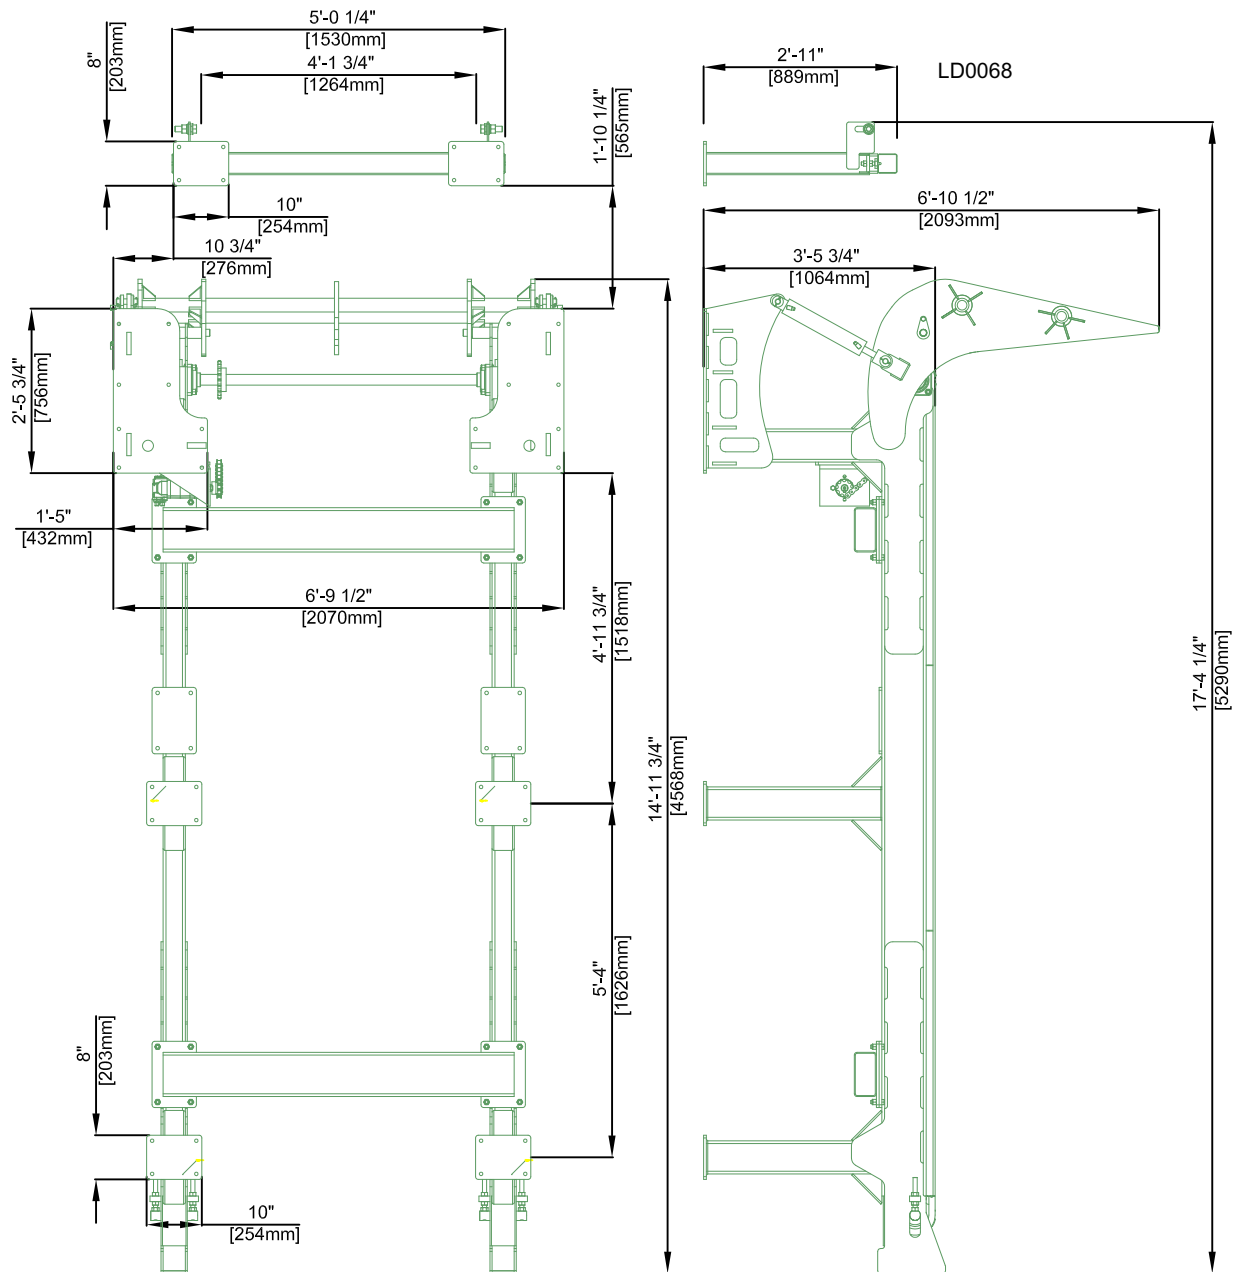 5'-0 1/4"
[1530mm]
4'-1 3/4"
[1264mm]
8"
[203mm]
2'-11"
[889mm]
LD0068
1'-10 1/4"
[565mm]
10"
[254mm]
10 3/4"
[276mm]
6'-10 1/2"
[2093mm]
3'-5 3/4"
[1064mm]
2'-5 3/4"
[756mm]
1'-5"
[432mm]
6'-9 1/2"
[2070mm]
4'-11 3/4"
[1518mm]
14'-11 3/4"
[4568mm]
17'-4 1/4"
[5290mm]
5'-4"
[1626mm]
8"
[203mm]
10"
[254mm]